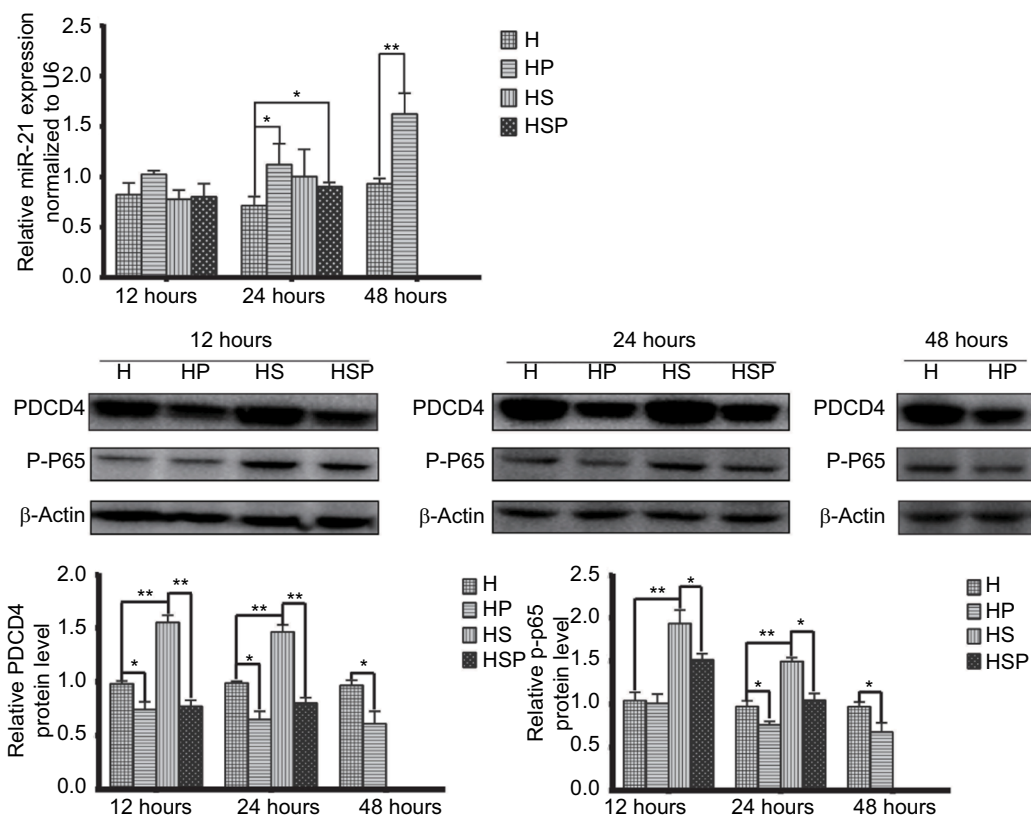 Relative miR-21 expression
normalized to U6
2.5
2.0
1.5
1.0
0.5
0.0
*
*
**
12 hours
24 hours
48 hours
H
HP
HS
HSP
12 hours
H HP HS HSP
PDCD4
P-P65
β-Actin
24 hours
H HP HS HSP
PDCD4
P-P65
β-Actin
48 hours
H HP
PDCD4
P-P65
β-Actin
Relative PDCD4
protein level
2.0
1.5
1.0
0.5
0.0
**
**
*
**
**
*
*
12 hours
24 hours
48 hours
H
HP
HS
HSP
Relative p-p65
protein level
2.5
2.0
1.5
1.0
0.5
0.0
**
*
**
*
*
*
12 hours
24 hours
48 hours
H
HP
HS
HSP